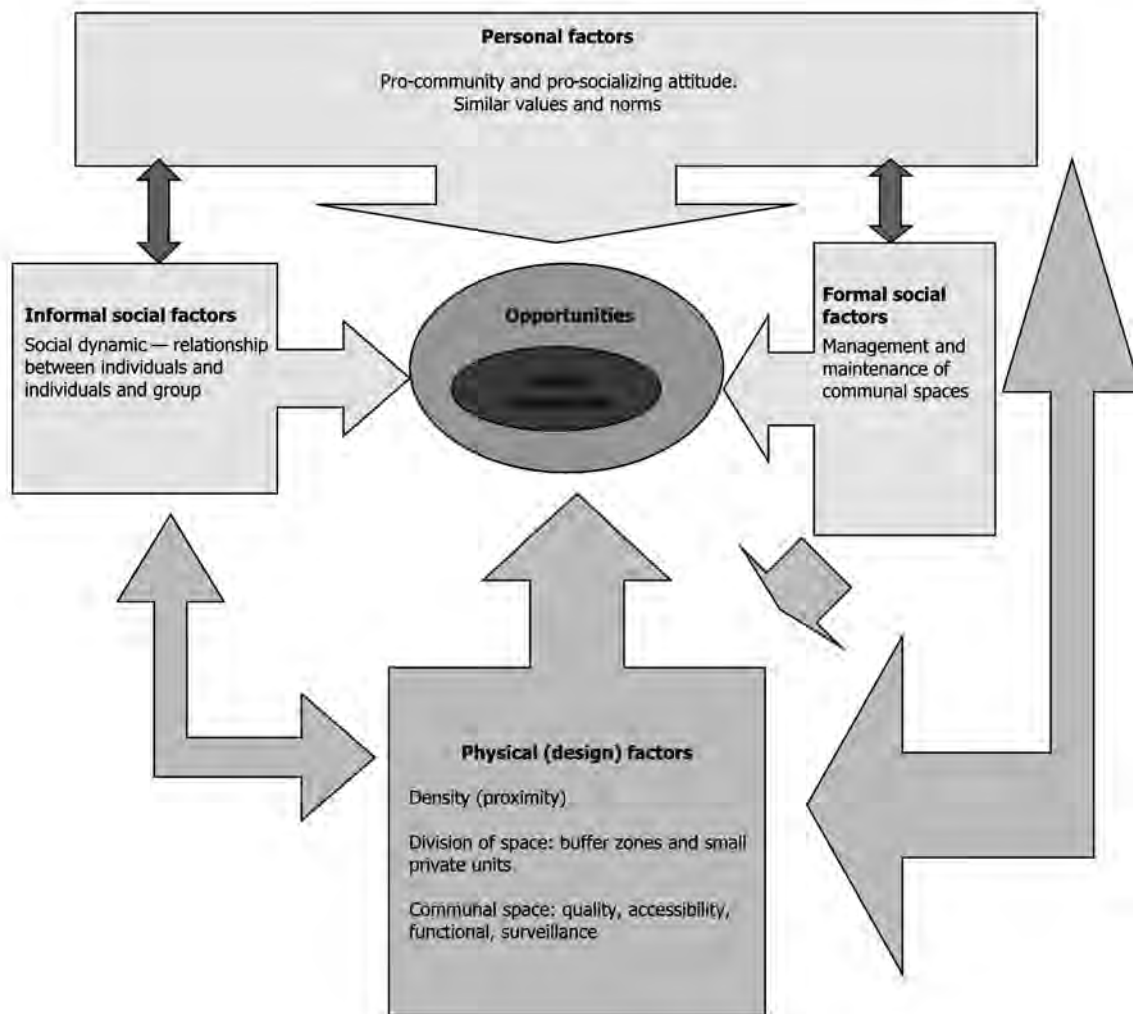 Personal factors
Pro-community and pro-socializing attitude.
Similar values and norms
Informal social factors
Social dynamic — relationship
between individuals and
individuals and group
Opportunities
Formal social
factors
Management and
maintenance of
communal spaces
Physical (design) factors
Density (proximity)
Division of space: buffer zones and small
private units
Communal space: quality, accessibility,
functional, surveillance